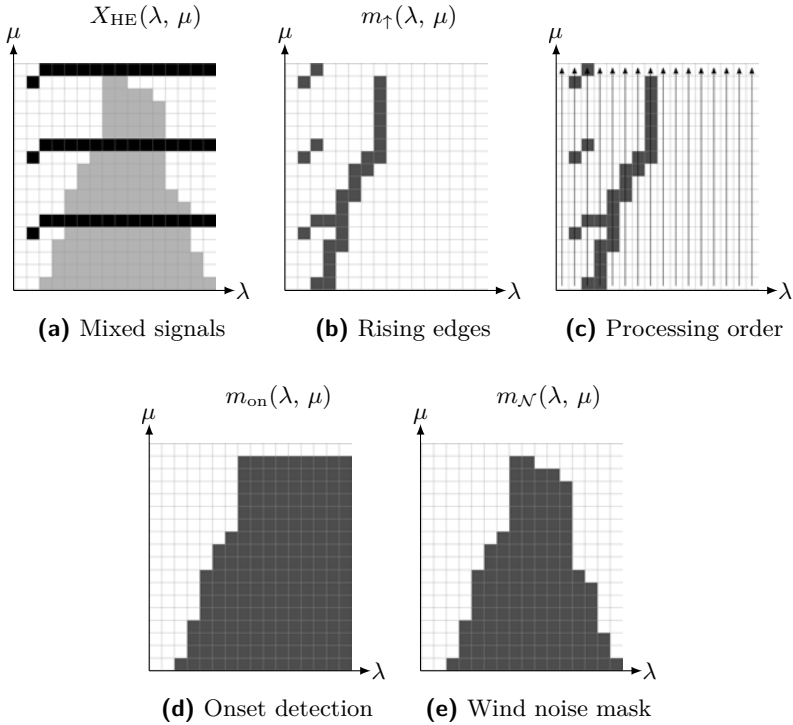 X_HE(λ, μ)
m_↑(λ, μ)
μ
μ
μ
λ
λ
λ
(a) Mixed signals
(b) Rising edges
(c) Processing order
m_on(λ, μ)
m_𝒩(λ, μ)
μ
μ
λ
λ
(d) Onset detection
(e) Wind noise mask